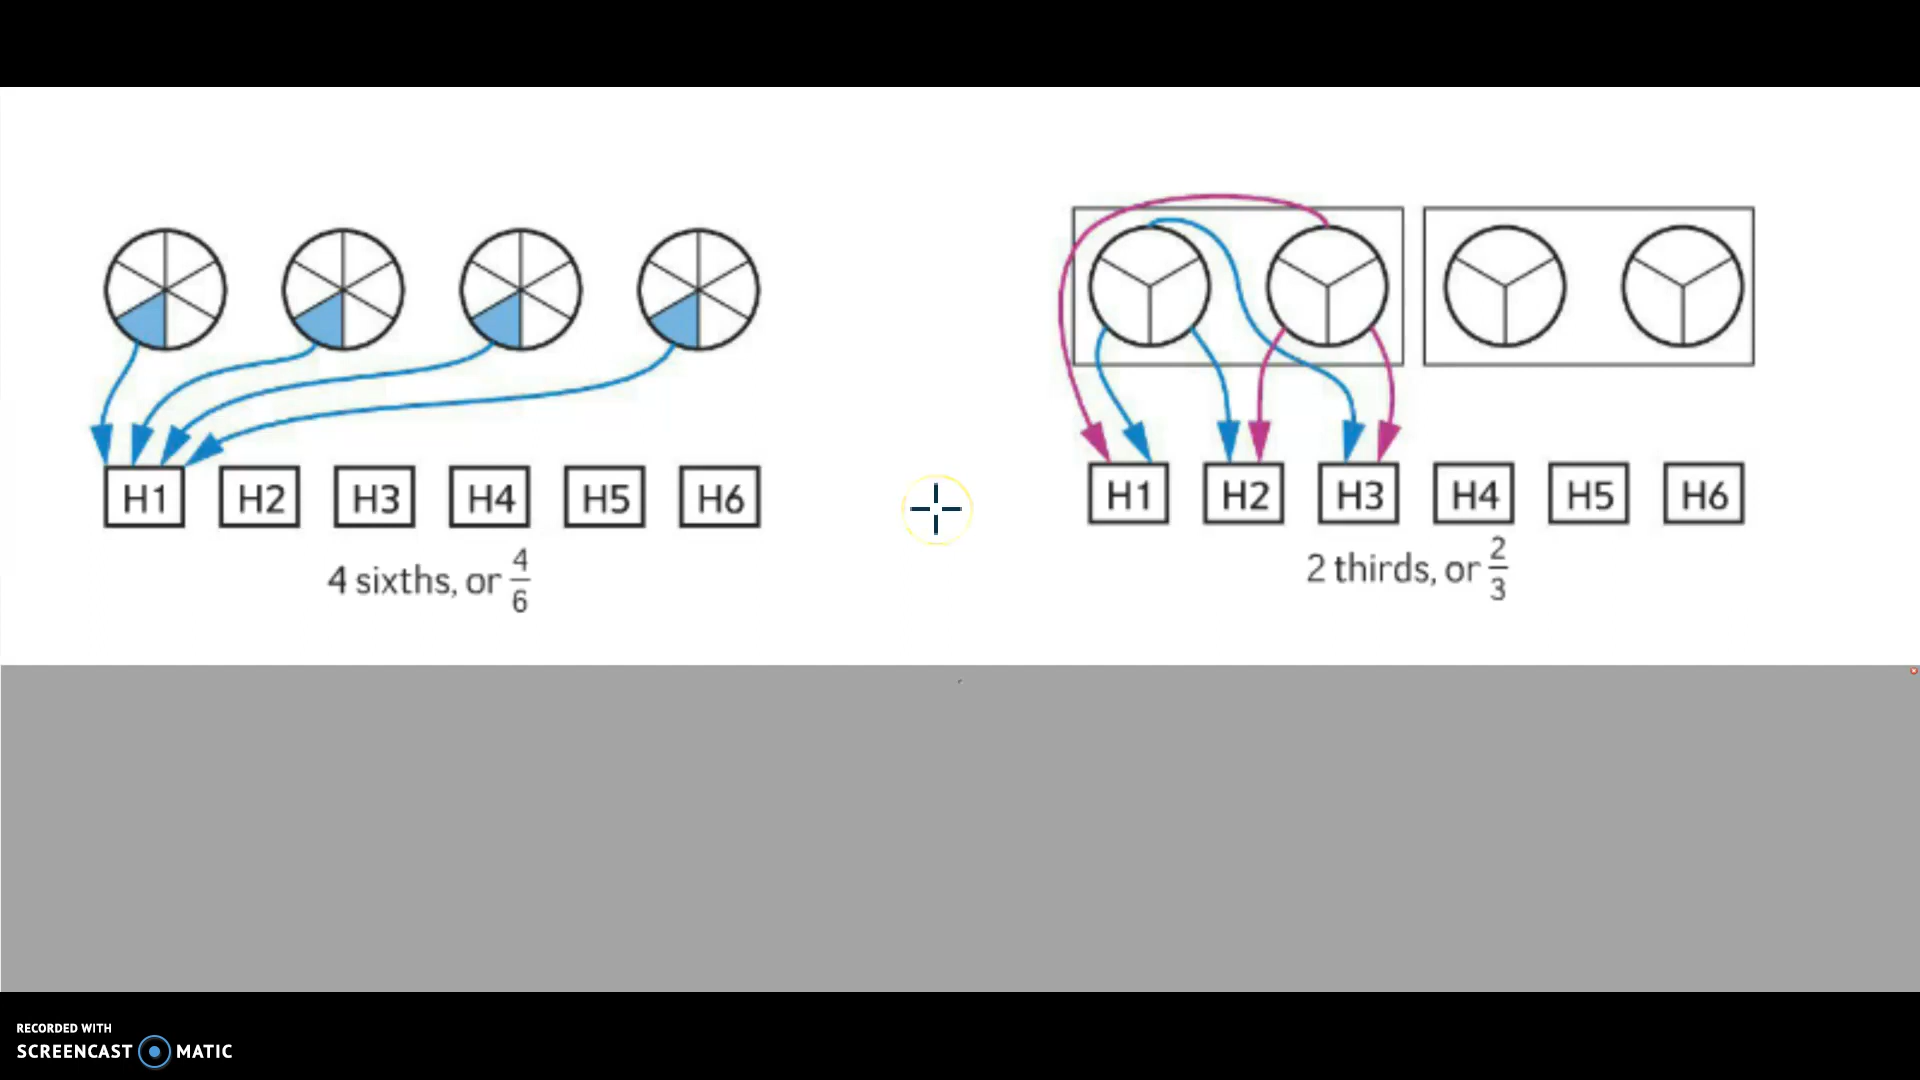 H1 H2 H3 H4 H5 H6
4 sixths, or 4/6
H1 H2 H3 H4 H5 H6
2 thirds, or 2/3
RECORDED WITH
SCREENCAST MATIC